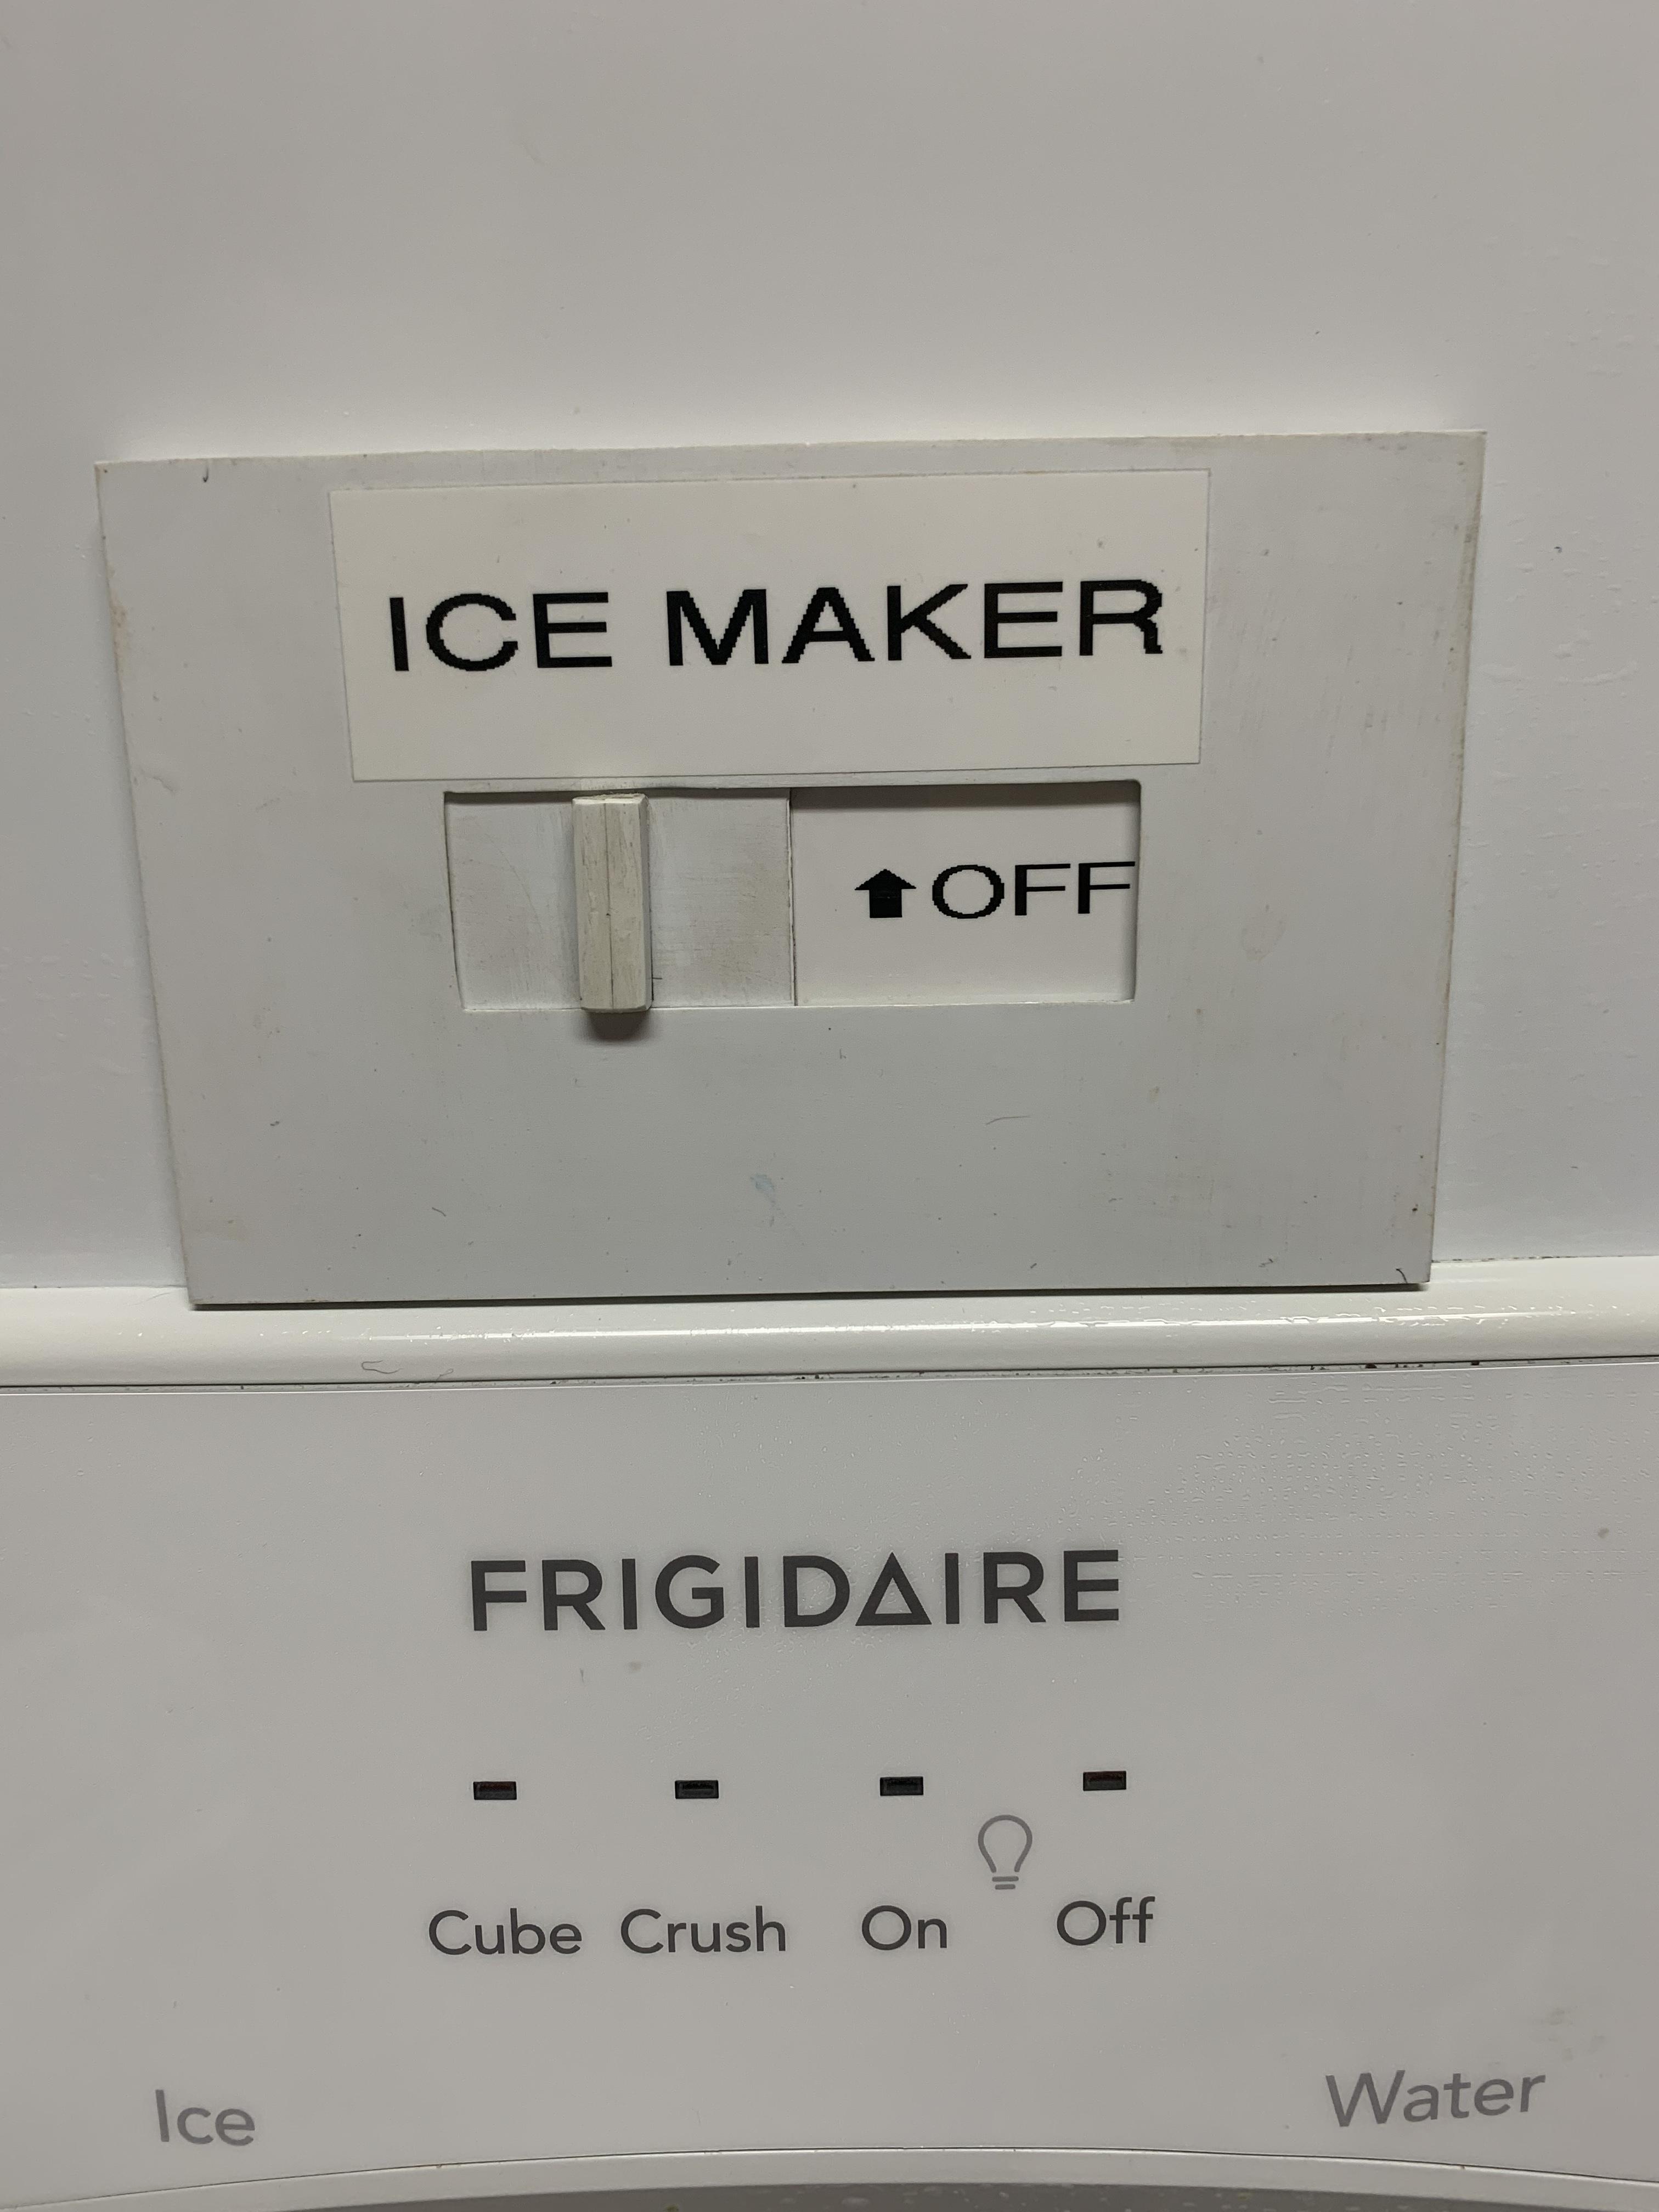 ICE MAKER
⬆OFF
FRIGIDAIRE
Cube Crush On Off
Ice Water